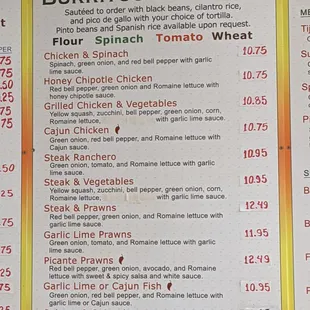 Sautéed to order with black beans, cilantro rice,
and pico de gallo with your choice of tortilla.
Pinto beans and Spanish rice available upon request.
Flour Spinach Tomato Wheat
Chicken & Spinach 10.75
Spinach, green onion, and red bell pepper with garlic
lime sauce.
Honey Chipotle Chicken 10.75
Red bell pepper, green onion and Romaine lettuce with
honey chipotle sauce.
Grilled Chicken & Vegetables 10.85
Yellow squash, zucchini, bell pepper, green onion, corn,
Romaine lettuce, with garlic lime sauce.
Cajun Chicken 10.75
Red bell pepper, green onion, and Romaine lettuce with
Cajun sauce.
Steak Ranchero 10.95
Green onion, tomato, and Romaine lettuce with garlic
lime sauce.
Steak & Vegetables 10.95
Yellow squash, zucchini, bell pepper, green onion, corn,
Romaine lettuce, with garlic lime sauce.
Steak & Prawns 12.49
Red bell pepper, green onion, and Romaine lettuce with
garlic lime sauce.
Garlic Lime Prawns 11.95
Green onion, tomato, and Romaine lettuce with garlic
lime sauce.
Picante Prawns 12.49
Red bell pepper, green onion, avocado, and Romaine
lettuce with sweet & spicy salsa and white sauce.
Garlic Lime or Cajun Fish 10.95
Green onion, red bell pepper, and Romaine lettuce with
garlic lime or Cajun sauce.